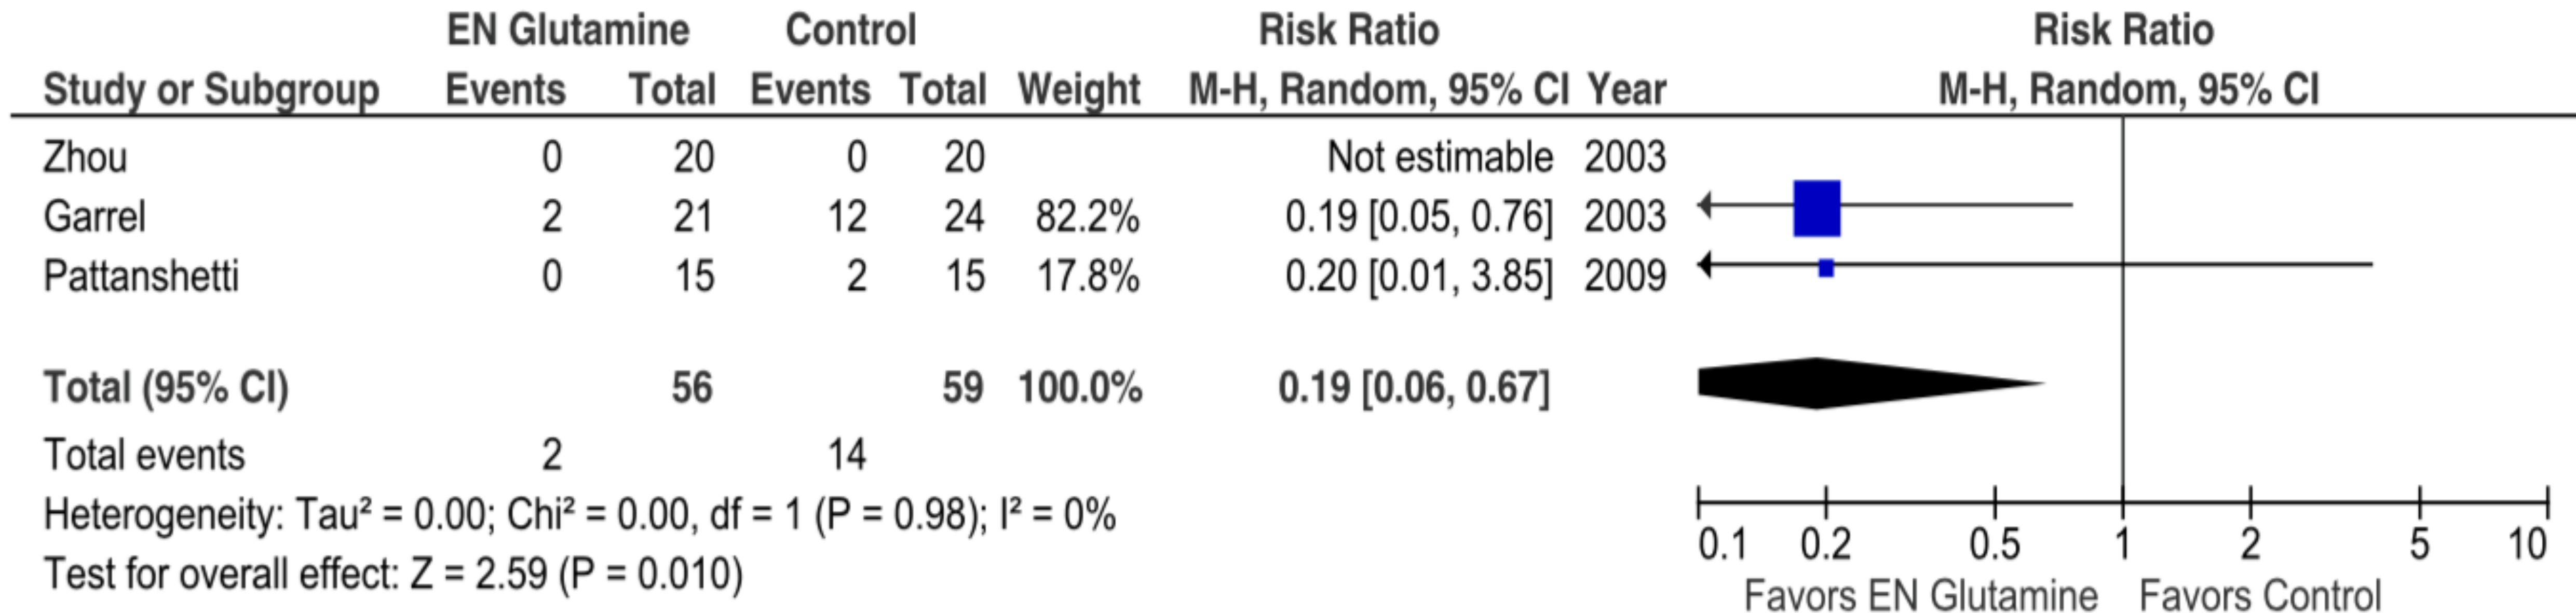 EN Glutamine Control Risk Ratio Risk Ratio
Study or Subgroup Events Total Events Total Weight M-H, Random, 95% CI Year M-H, Random, 95% CI
Zhou 0 20 0 20 Not estimable 2003
Garrel 2 21 12 24 82.2% 0.19 [0.05, 0.76] 2003
Pattanshetti 0 15 2 15 17.8% 0.20 [0.01, 3.85] 2009
Total (95% CI) 56 59 100.0% 0.19 [0.06, 0.67]
Total events 2 14
Heterogeneity: Tau² = 0.00; Chi² = 0.00, df = 1 (P = 0.98); I² = 0%
Test for overall effect: Z = 2.59 (P = 0.010)
0.1 0.2 0.5 1 2 5 10
Favors EN Glutamine Favors Control